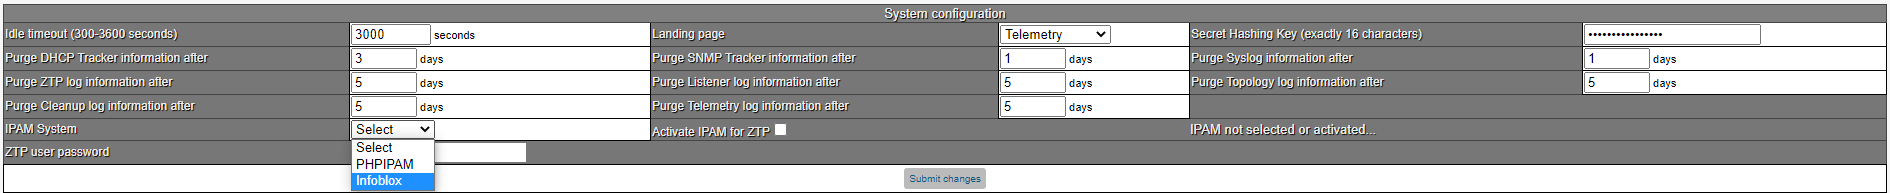 System configuration
Idle timeout (300-3600 seconds) 3000 seconds Landing page Telemetry Secret Hashing Key (exactly 16 characters) ••••••••••••••••
Purge DHCP Tracker information after 3 days Purge SNMP Tracker information after 1 days Purge Syslog information after 1 days
Purge ZTP log information after 5 days Purge Listener log information after 5 days Purge Topology log information after 5 days
Purge Cleanup log information after 5 days Purge Telemetry log information after 5 days
IPAM System Select Activate IPAM for ZTP IPAM not selected or activated...
Select
ZTP user password
PHPIPAM
Infoblox
Submit changes